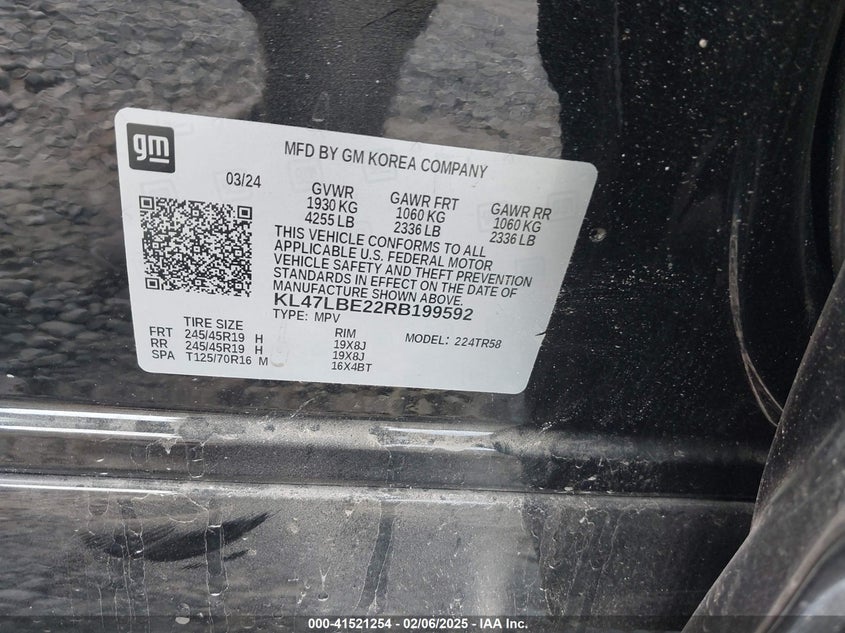 gm
MFD BY GM KOREA COMPANY
03/24
GVWR
1930 KG
4255 LB
GAWR FRT
1060 KG
2336 LB
GAWR RR
1060 KG
2336 LB
THIS VEHICLE CONFORMS TO ALL
APPLICABLE U.S. FEDERAL MOTOR
VEHICLE SAFETY AND THEFT PREVENTION
STANDARDS IN EFFECT ON THE DATE OF
MANUFACTURE SHOWN ABOVE.
KL47LBE22RB199592
TYPE: MPV
MODEL: 224TR58
TIRE SIZE RIM
FRT 245/45R19 H 19X8J
RR 245/45R19 H 19X8J
SPA T125/70R16 M 16X4BT
000-41521254 - 02/06/2025 - IAA Inc.